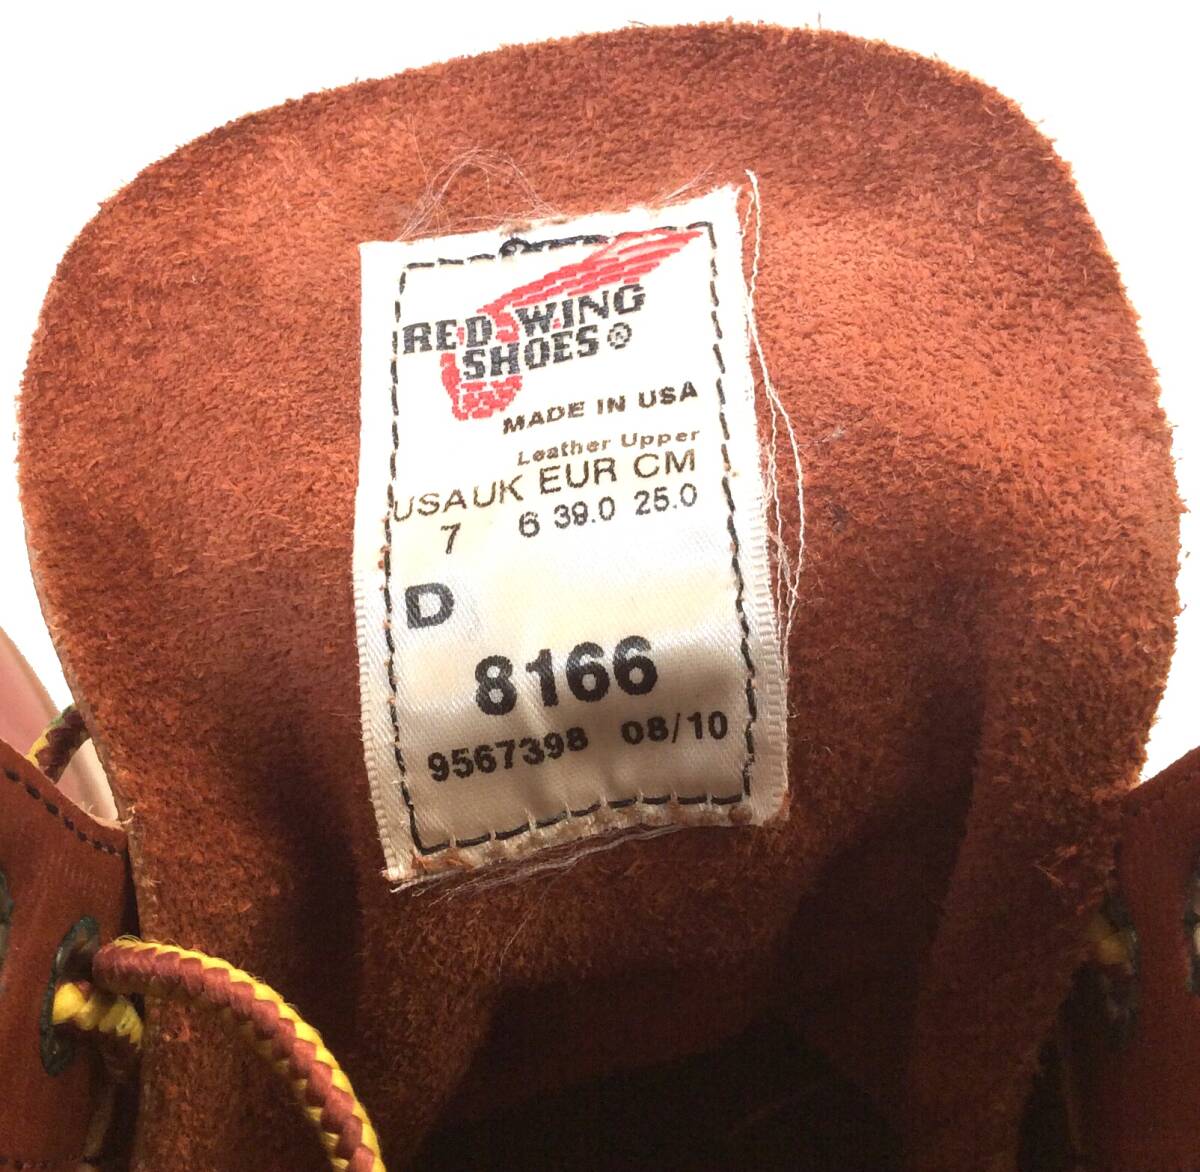 RED WING
SHOES®
MADE IN USA
Leather Upper
USA UK EUR CM
7 6 39.0 25.0
D
8166
9567398 08/10